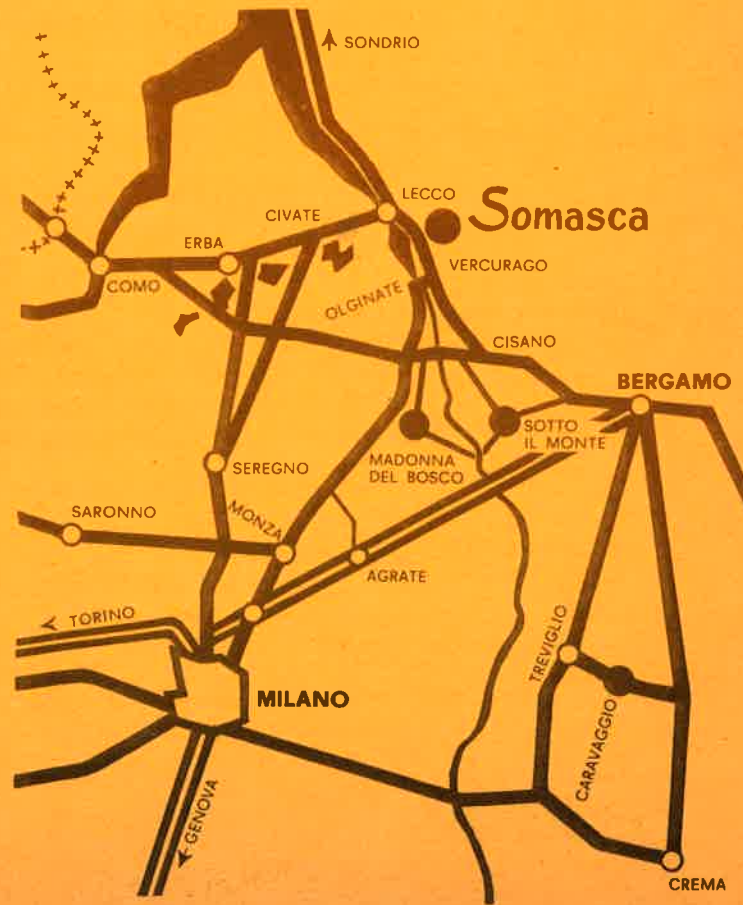 SONDRIO
LECCO
Somasca
CIVATE
ERBA
VERCURAGO
COMO
OLGINATE
CISANO
BERGAMO
SOTTO
IL MONTE
MADONNA
DEL BOSCO
SEREGNO
SARONNO
MONZA
AGRATE
TORINO
TREVIGLIO
MILANO
CARAVAGGIO
GENOVA
CREMA